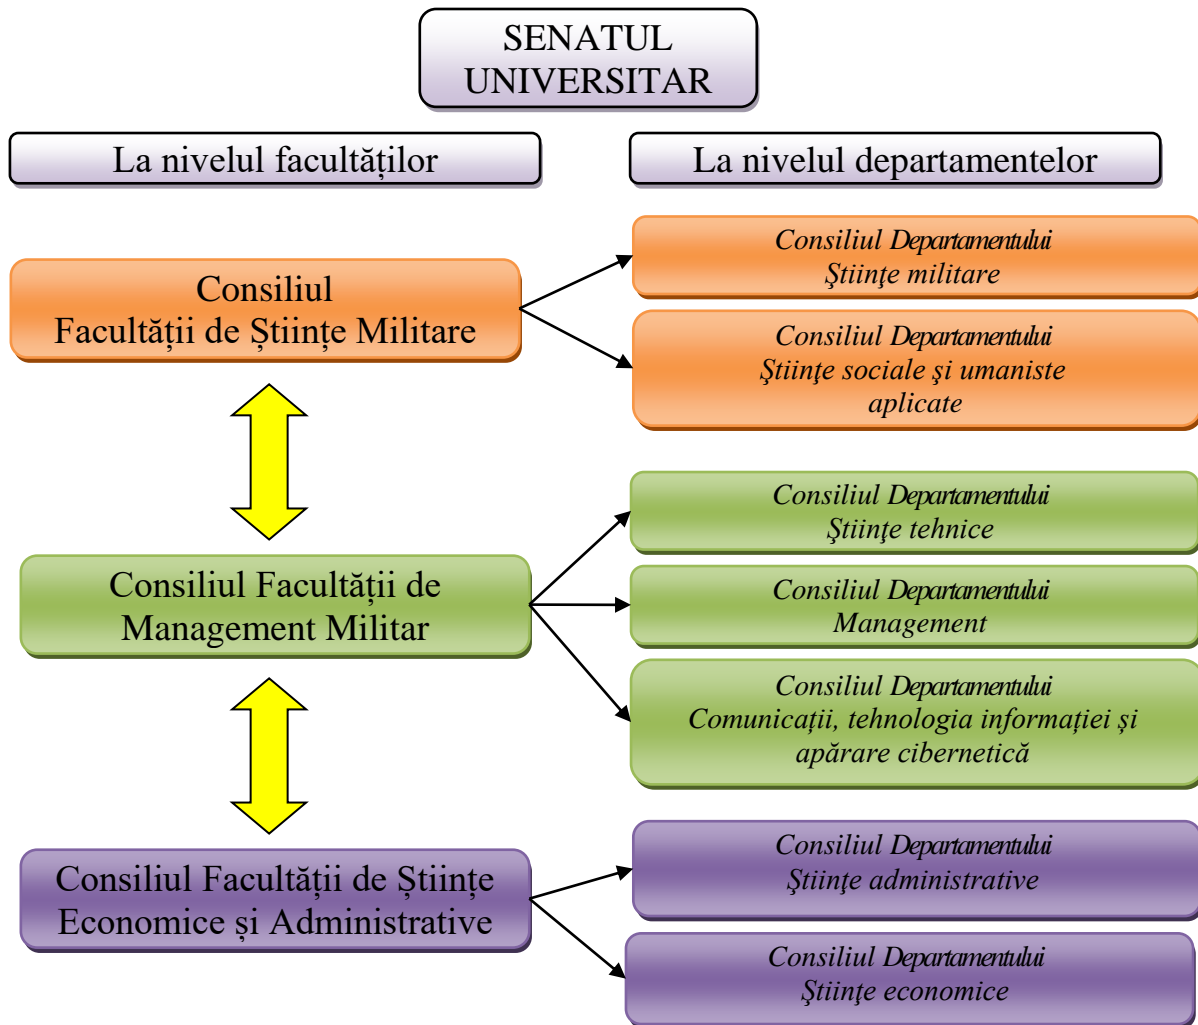 SENATUL
UNIVERSITAR
La nivelul facultăților
La nivelul departamentelor
Consiliul
Facultății de Științe Militare
Consiliul Departamentului
Ştiinţe militare
Consiliul Departamentului
Ştiinţe sociale şi umaniste
aplicate
Consiliul Facultății de
Management Militar
Consiliul Departamentului
Ştiinţe tehnice
Consiliul Departamentului
Management
Consiliul Departamentului
Comunicații, tehnologia informației și
apărare cibernetică
Consiliul Facultății de Științe
Economice și Administrative
Consiliul Departamentului
Ştiinţe administrative
Consiliul Departamentului
Ştiinţe economice